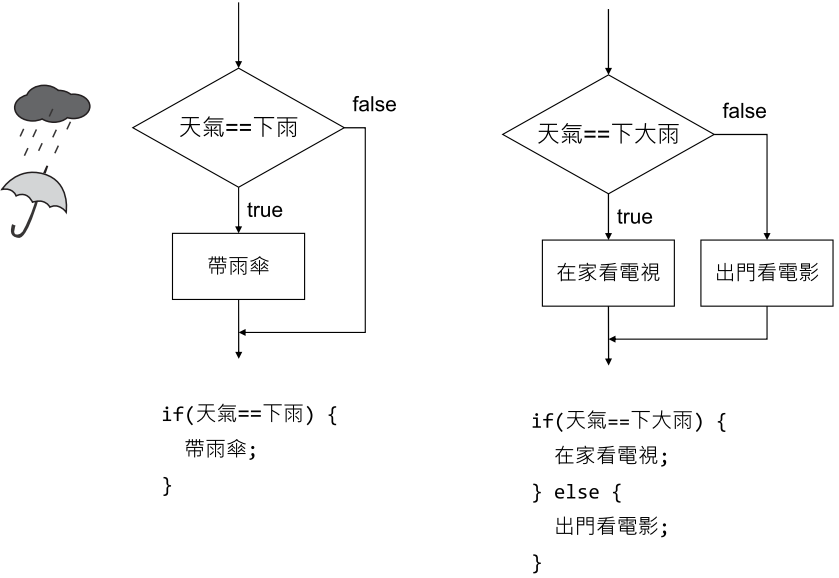 天氣==下雨
false
true
帶雨傘
if(天氣==下雨) {
帶雨傘;
}
天氣==下大雨
false
true
在家看電視
出門看電影
if(天氣==下大雨) {
在家看電視;
} else {
出門看電影;
}